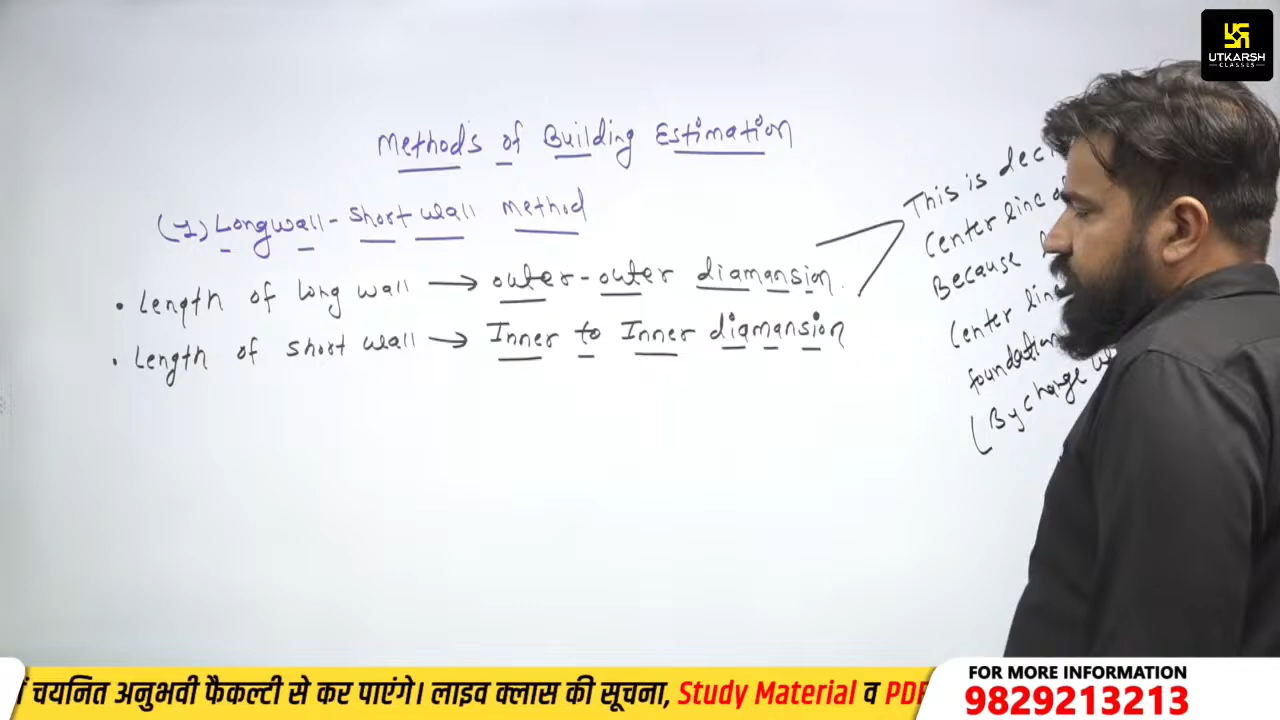 UTKARSH
CLASSES
Methods of Building Estimation
(1) Longwall-short wall method
• Length of long wall → outer-outer diamansion.
• Length of short wall → Inner to Inner diamansion
This is
Center line
Because
Center
foundation
(By change
चयनित अनुभवी फैकल्टी से कर पाएंगे। लाइव क्लास की सूचना, Study Material व PDF
FOR MORE INFORMATION
9829213213